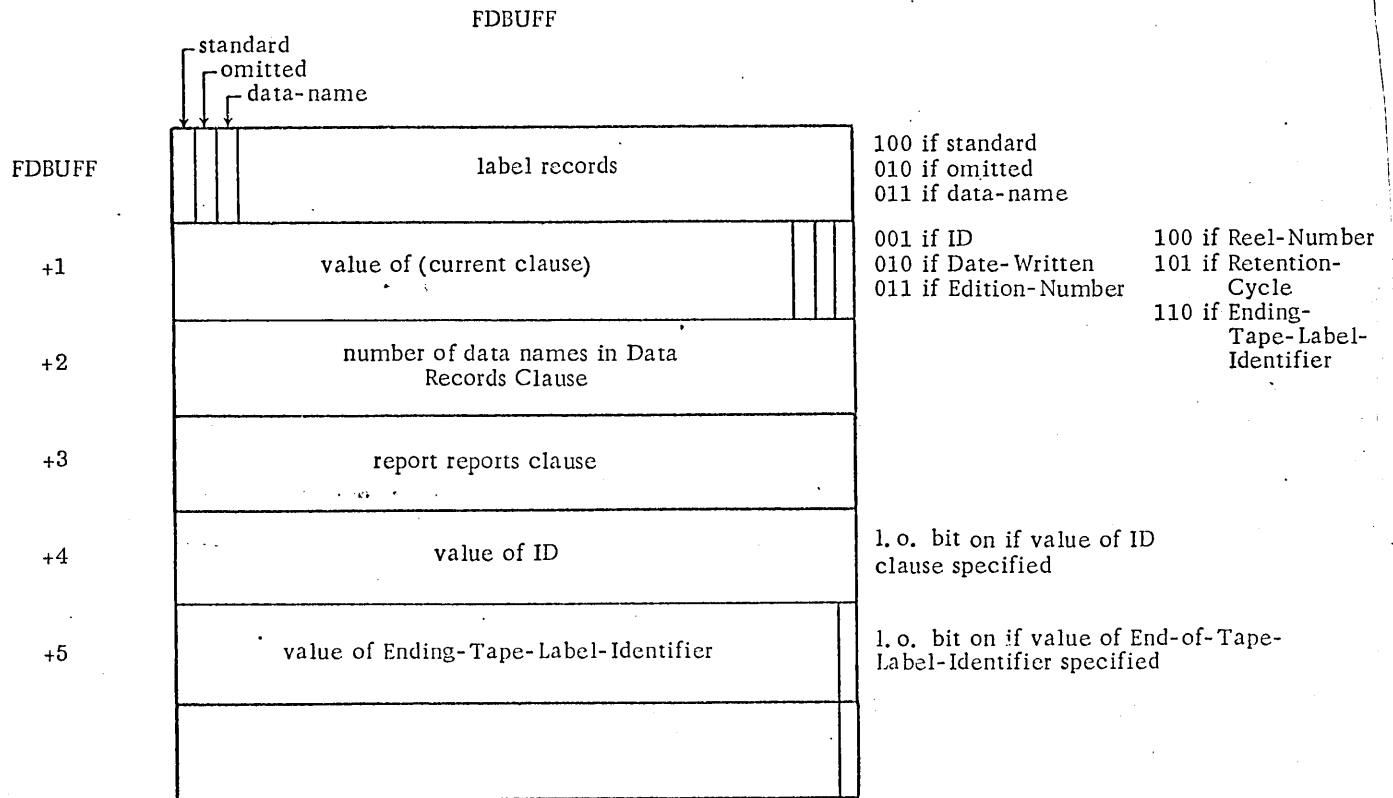 FDBUFF
standard
omitted
data-name
FDBUFF
label records
100 if standard
010 if omitted
011 if data-name
+1
value of (current clause)
001 if ID
010 if Date-Written
011 if Edition-Number
100 if Reel-Number
101 if Retention-
Cycle
110 if Ending-
Tape-Label-
Identifier
+2
number of data names in Data
Records Clause
+3
report reports clause
+4
value of ID
l.o. bit on if value of ID
clause specified
+5
value of Ending-Tape-Label-Identifier
l.o. bit on if value of End-of-Tape-
Label-Identifier specified